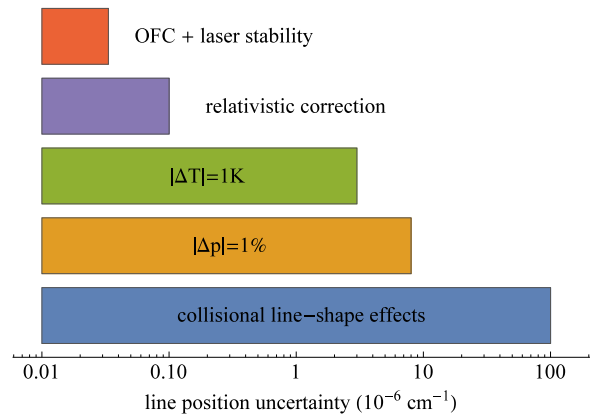 OFC + laser stability
relativistic correction
|ΔT|=1K
|Δp|=1%
collisional line−shape effects
0.01 0.10 1 10 100
line position uncertainty (10⁻⁶ cm⁻¹)